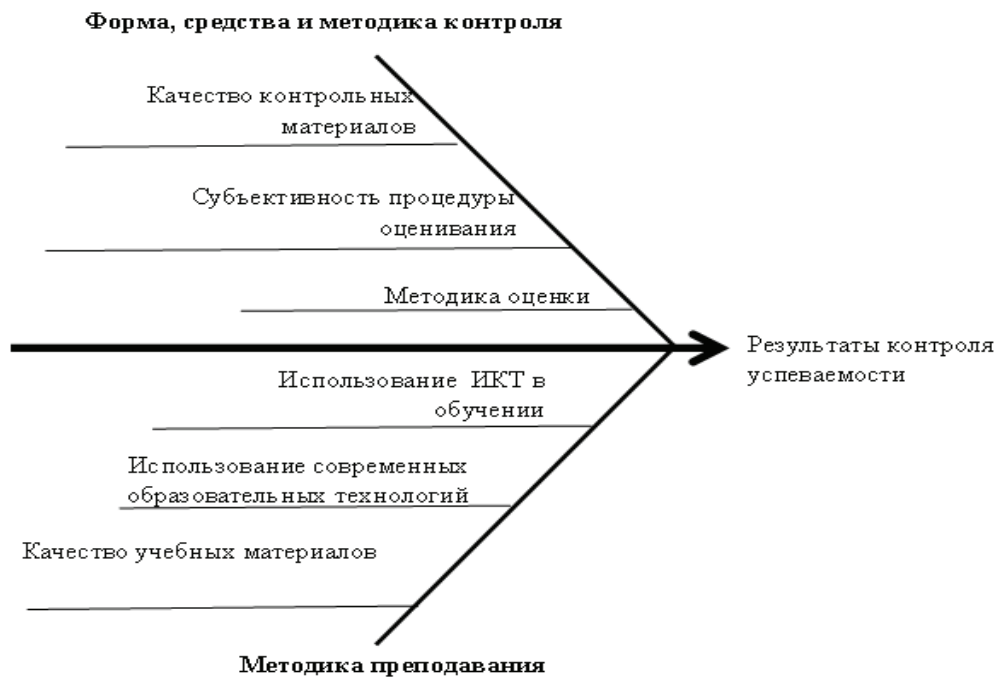 Форма, средства и методика контроля
Качество контрольных
материалов
Субъективность процедуры
оценивания
Методика оценки
Результаты контроля
успеваемости
Использование ИКТ в
обучении
Использование современных
образовательных технологий
Качество учебных материалов
Методика преподавания